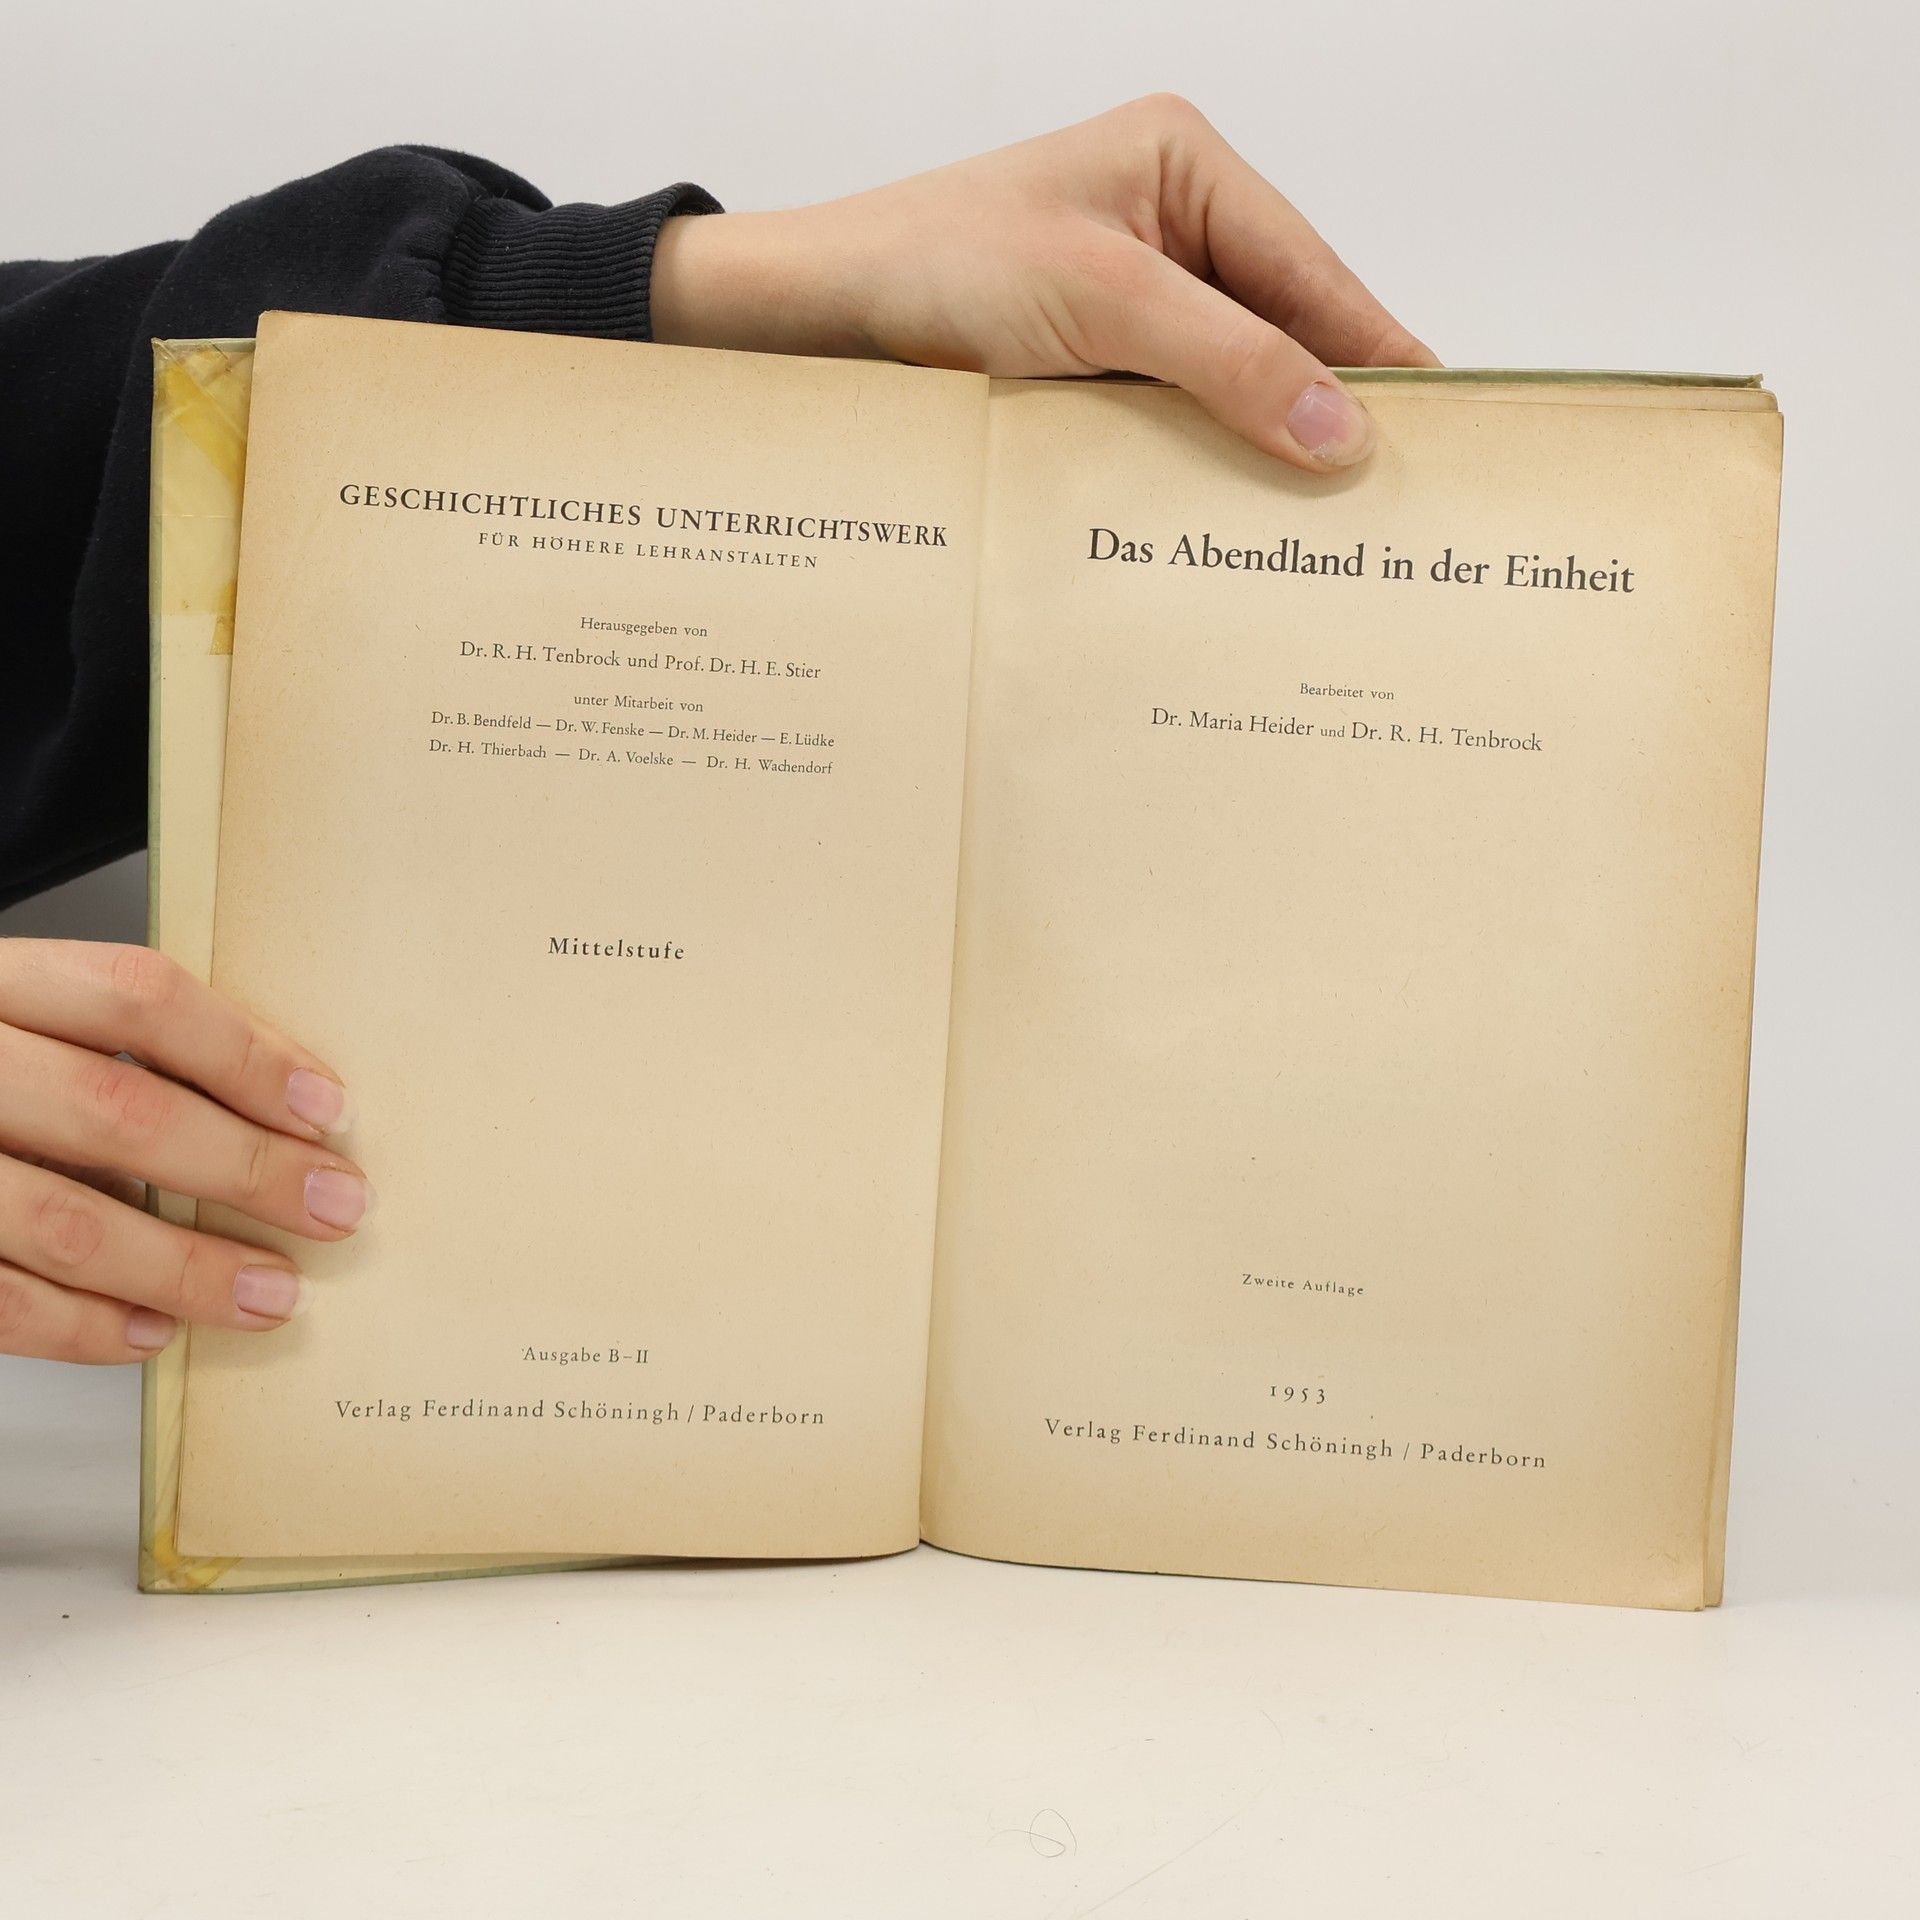 GESCHICHTLICHES UNTERRICHTSWERK
FÜR HÖHERE LEHRANSTALTEN
Herausgegeben von
Dr. R. H. Tenbrock und Prof. Dr. H. E. Stier
unter Mitarbeit von
Dr. B. Bendfeld — Dr. W. Fenske — Dr. M. Heider — E. Lüdke
Dr. H. Thierbach — Dr. A. Voelske — Dr. H. Wachendorf
Mittelstufe
Ausgabe B–II
Verlag Ferdinand Schöningh / Paderborn
Das Abendland in der Einheit
Bearbeitet von
Dr. Maria Heider und Dr. R. H. Tenbrock
Zweite Auflage
1953
Verlag Ferdinand Schöningh / Paderborn